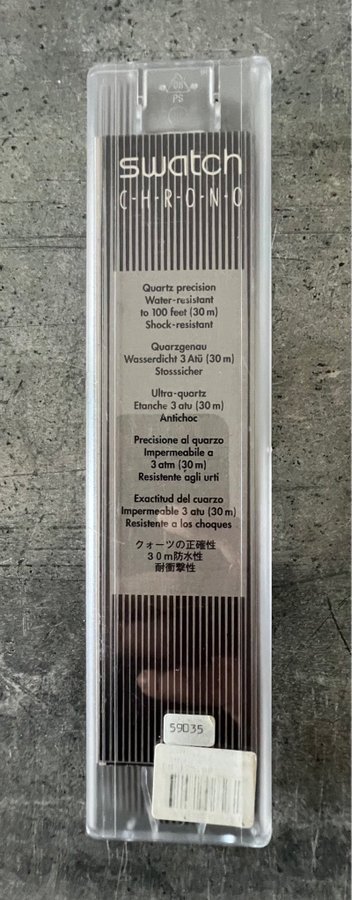 PS
swatch
C·H·R·O·N·O
Quartz precision
Water-resistant
to 100 feet (30 m)
Shock-resistant
Quarzgenau
Wasserdicht 3 Atü (30 m)
Stosssicher
Ultra-quartz
Etanche 3 atu (30 m)
Antichoc
Precisione al quarzo
Impermeabile a
3 atm (30 m)
Resistente agli urti
Exactitud del cuarzo
Impermeable 3 atu (30 m)
Resistente a los choques
クォーツの正確性
30m防水性
耐衝撃性
59D35